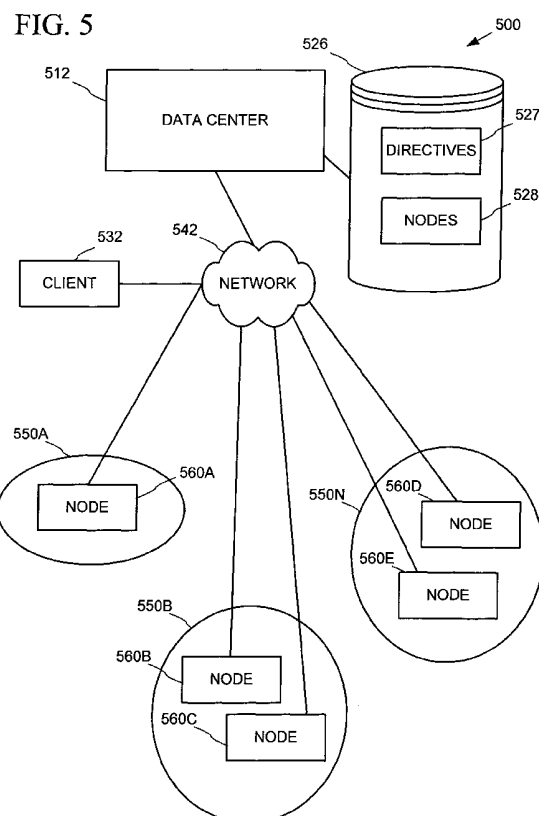 FIG. 5
500
526
512
DATA CENTER
527
DIRECTIVES
528
NODES
532
542
CLIENT
NETWORK
550A
560A
NODE
550N
560D
NODE
560E
NODE
550B
560B
NODE
560C
NODE